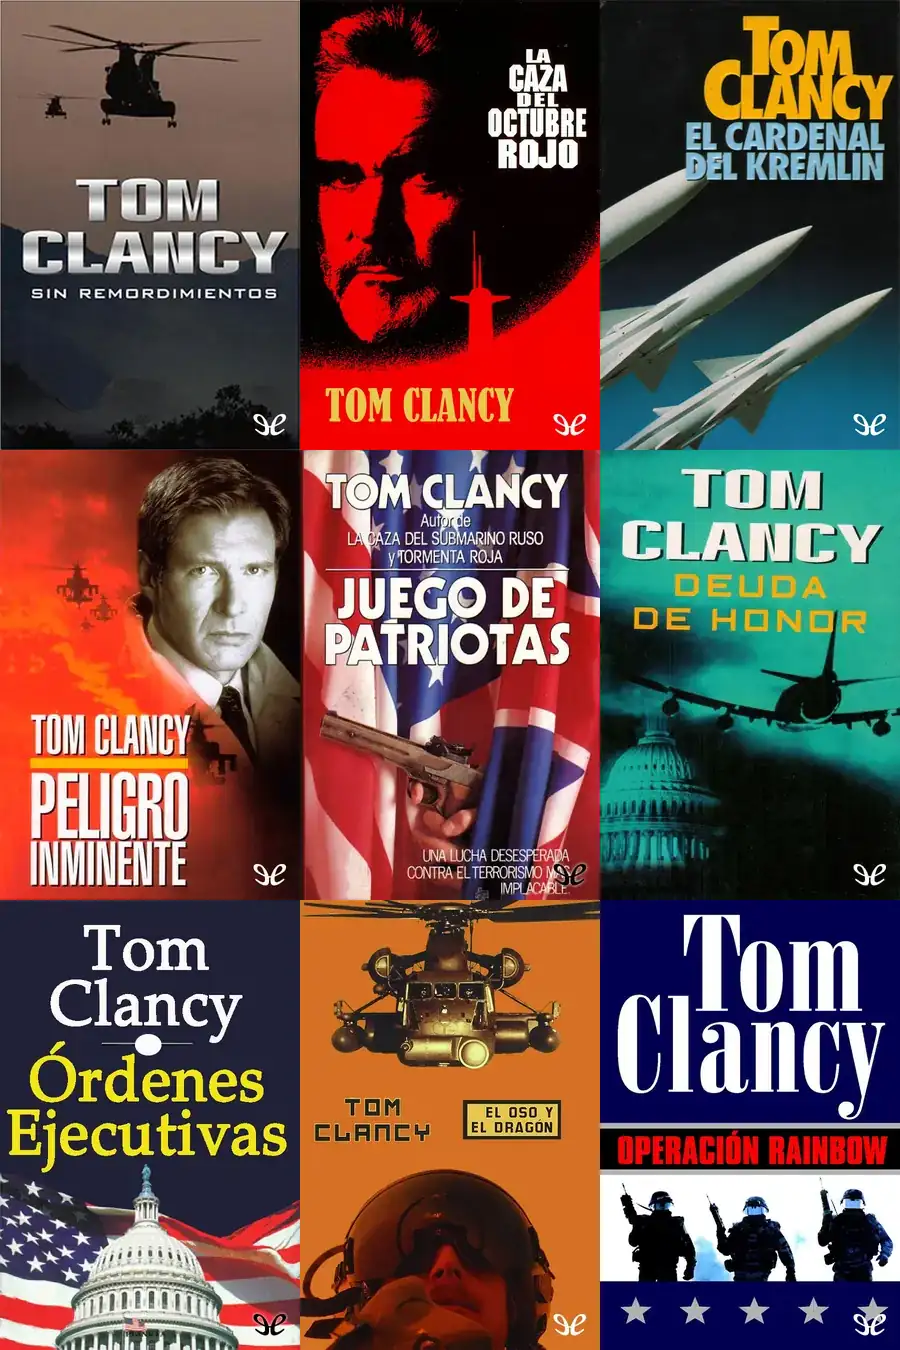 TOM
CLANCY
SIN REMORDIMIENTOS
LA
CAZA
DEL
OCTUBRE
ROJO
TOM CLANCY
TOM
CLANCY
EL CARDENAL
DEL KREMLIN
TOM CLANCY
PELIGRO
INMINENTE
TOM CLANCY
Autor de
LA CAZA DEL SUBMARINO RUSO
y TORMENTA ROJA
JUEGO DE
PATRIOTAS
UNA LUCHA DESESPERADA
CONTRA EL TERRORISMO
IMPLACABLE
TOM
CLANCY
DEUDA
DE HONOR
Tom
Clancy
Órdenes
Ejecutivas
PLANETA
TOM
CLANCY
EL OSO Y
EL DRAGÓN
Tom
Clancy
OPERACIÓN RAINBOW